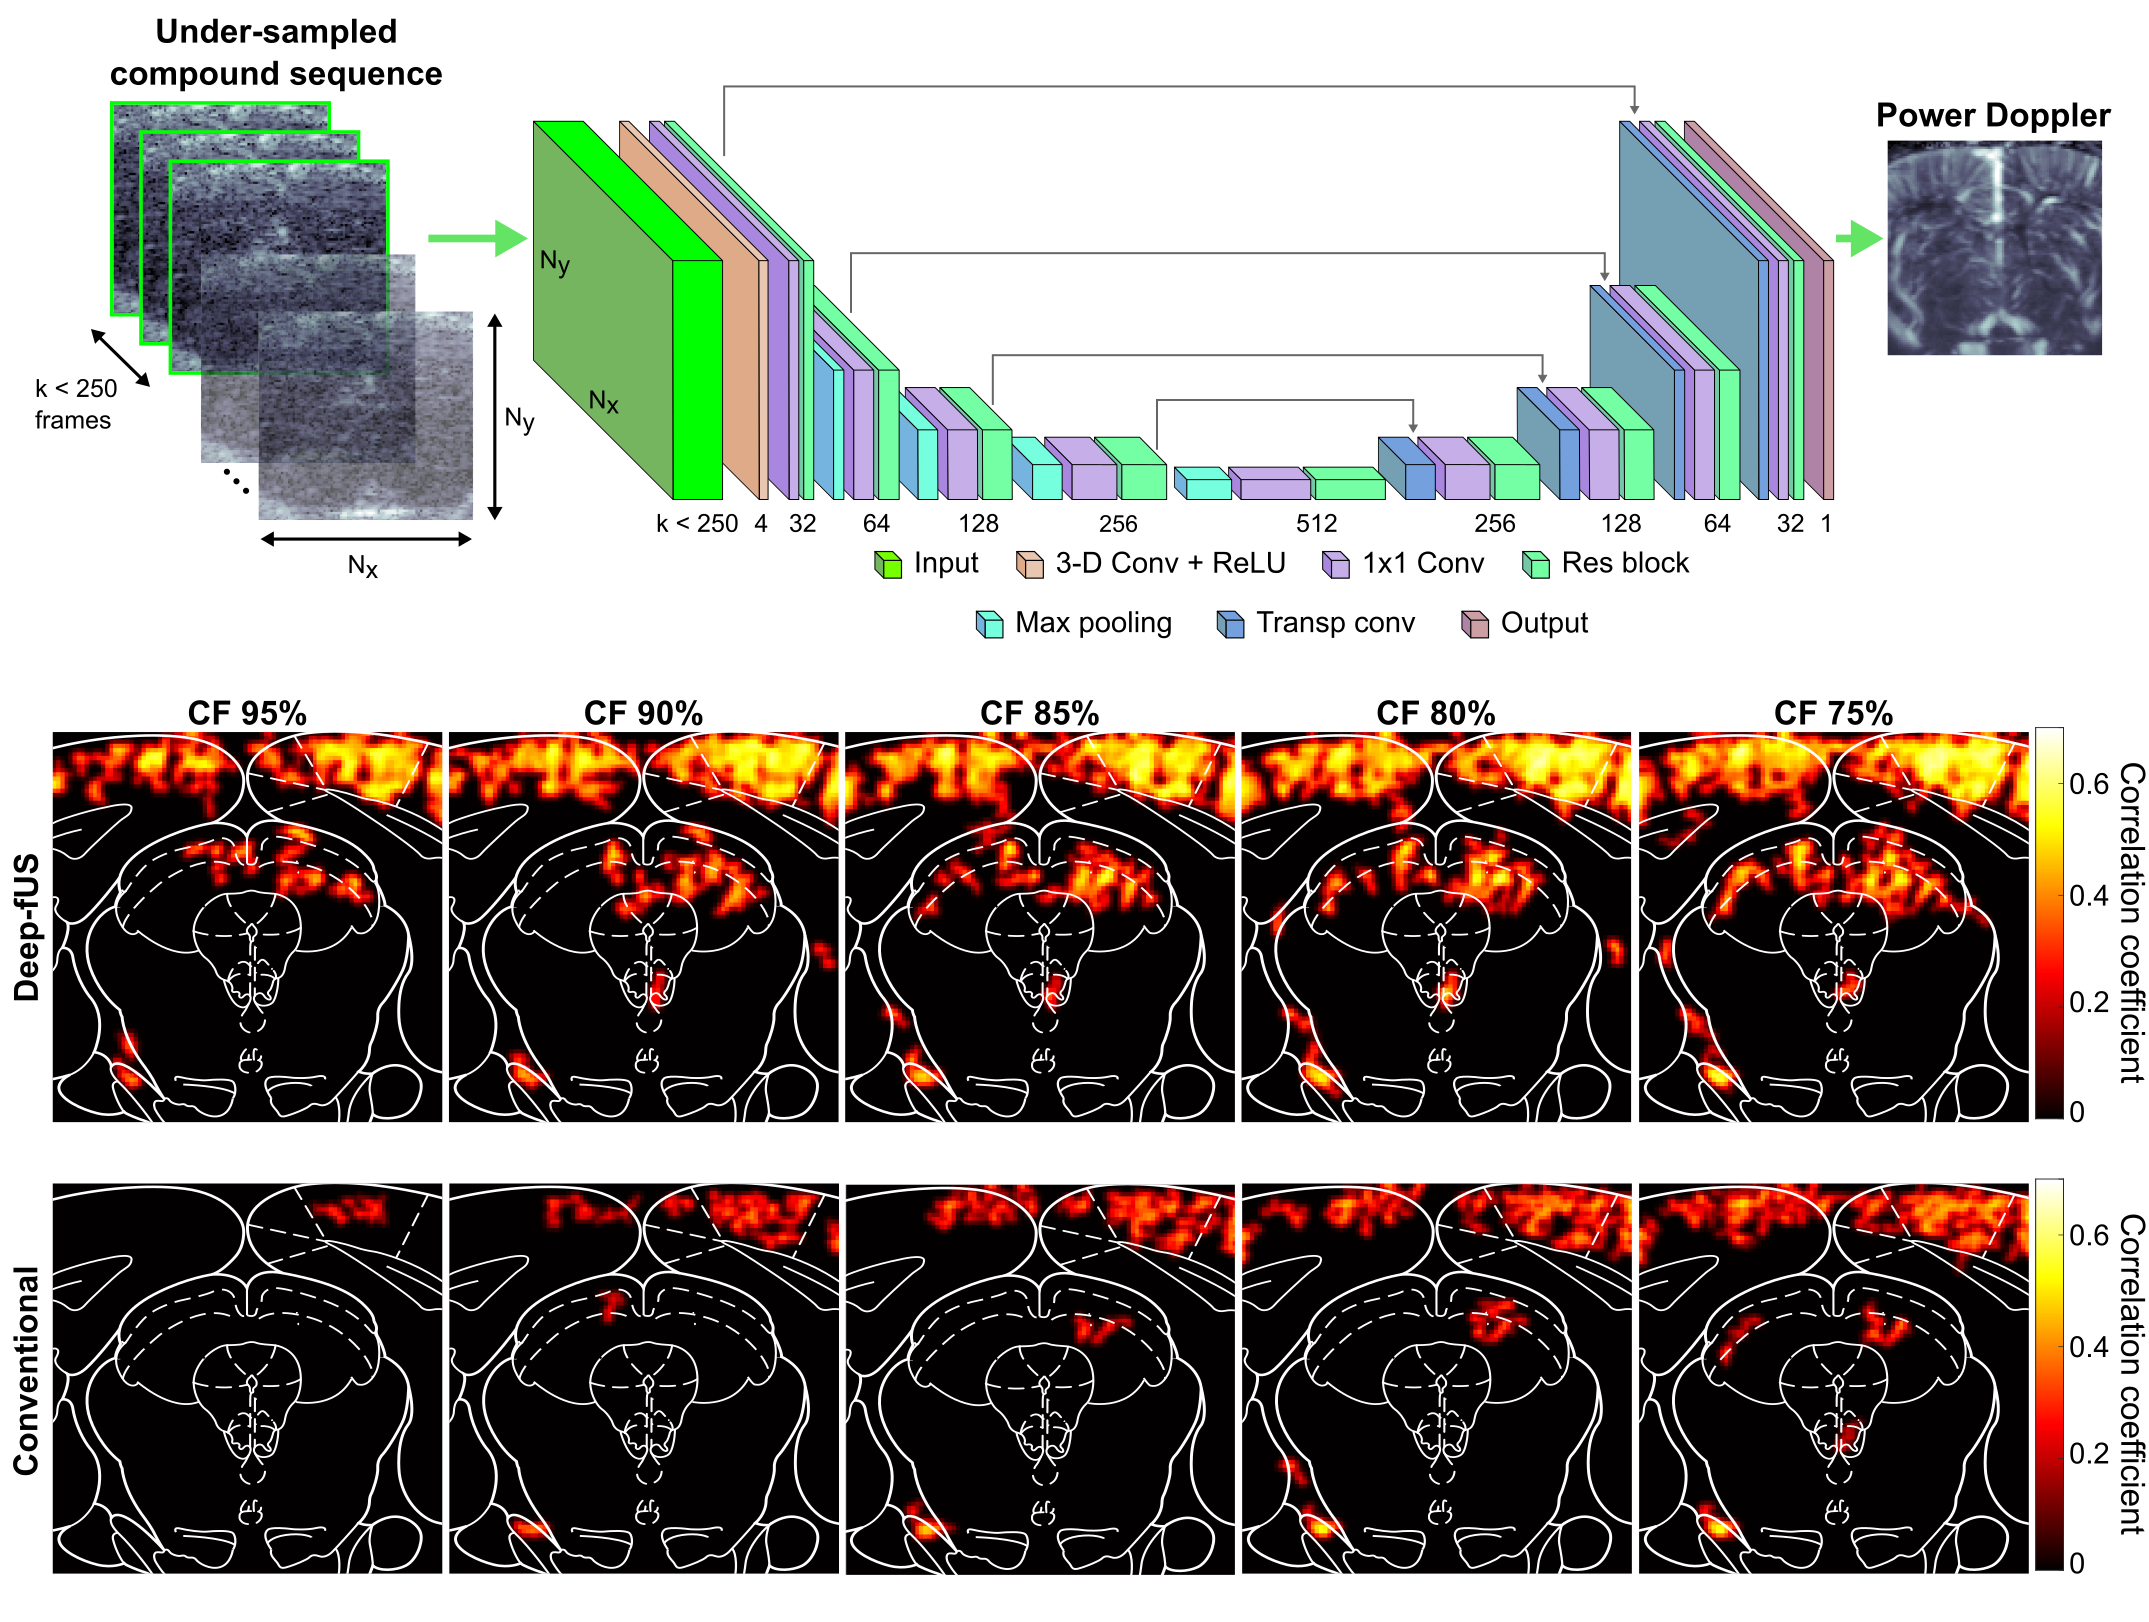 Under-sampled
compound sequence
Power Doppler
k < 250
frames
Ny
Nx
Ny
Nx
k < 250 4 32 64 128 256 512 256 128 64 32 1
Input 3-D Conv + ReLU 1x1 Conv Res block
Max pooling Transp conv Output
CF 95% CF 90% CF 85% CF 80% CF 75%
Deep-fUS
0.6
0.4
0.2
0
Correlation coefficient
Conventional
0.6
0.4
0.2
0
Correlation coefficient